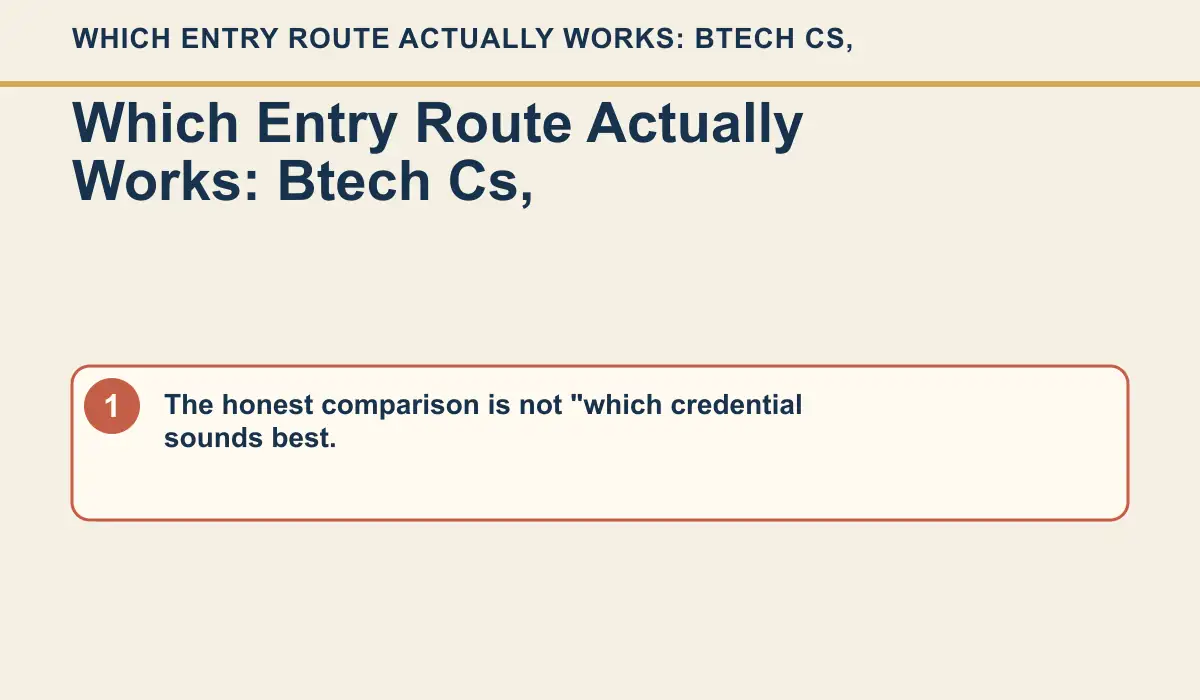 WHICH ENTRY ROUTE ACTUALLY WORKS: BTECH CS,
Which Entry Route Actually
Works: Btech Cs,
1
The honest comparison is not "which credential
sounds best.